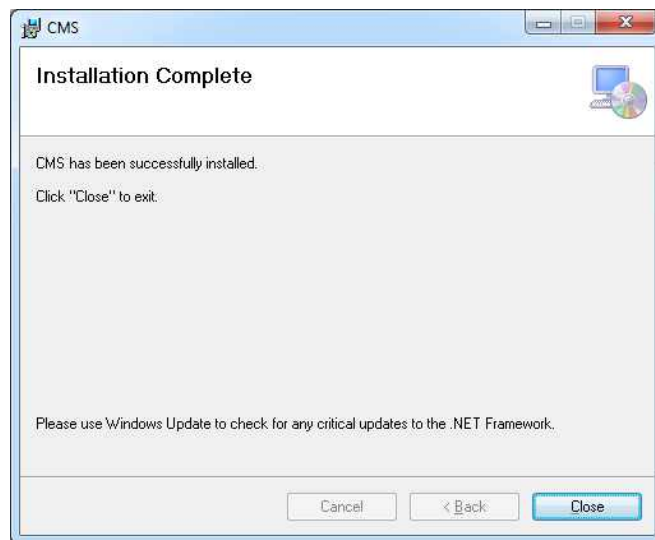 CMS
Installation Complete
CMS has been successfully installed.
Click "Close" to exit.
Please use Windows Update to check for any critical updates to the .NET Framework.
Cancel
< Back
Close